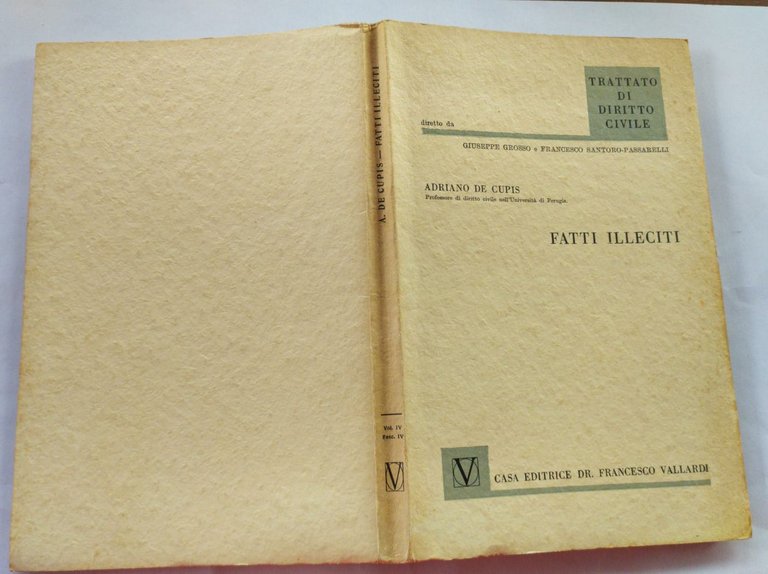 A. DE CUPIS — FATTI ILLECITI
Vol. IV
Fasc. IV
V
TRATTATO
DI
DIRITTO
CIVILE
diretto da
GIUSEPPE GROSSO e FRANCESCO SANTORO-PASSARELLI
ADRIANO DE CUPIS
Professore di diritto civile nell'Università di Perugia.
FATTI ILLECITI
V
CASA EDITRICE DR. FRANCESCO VALLARDI